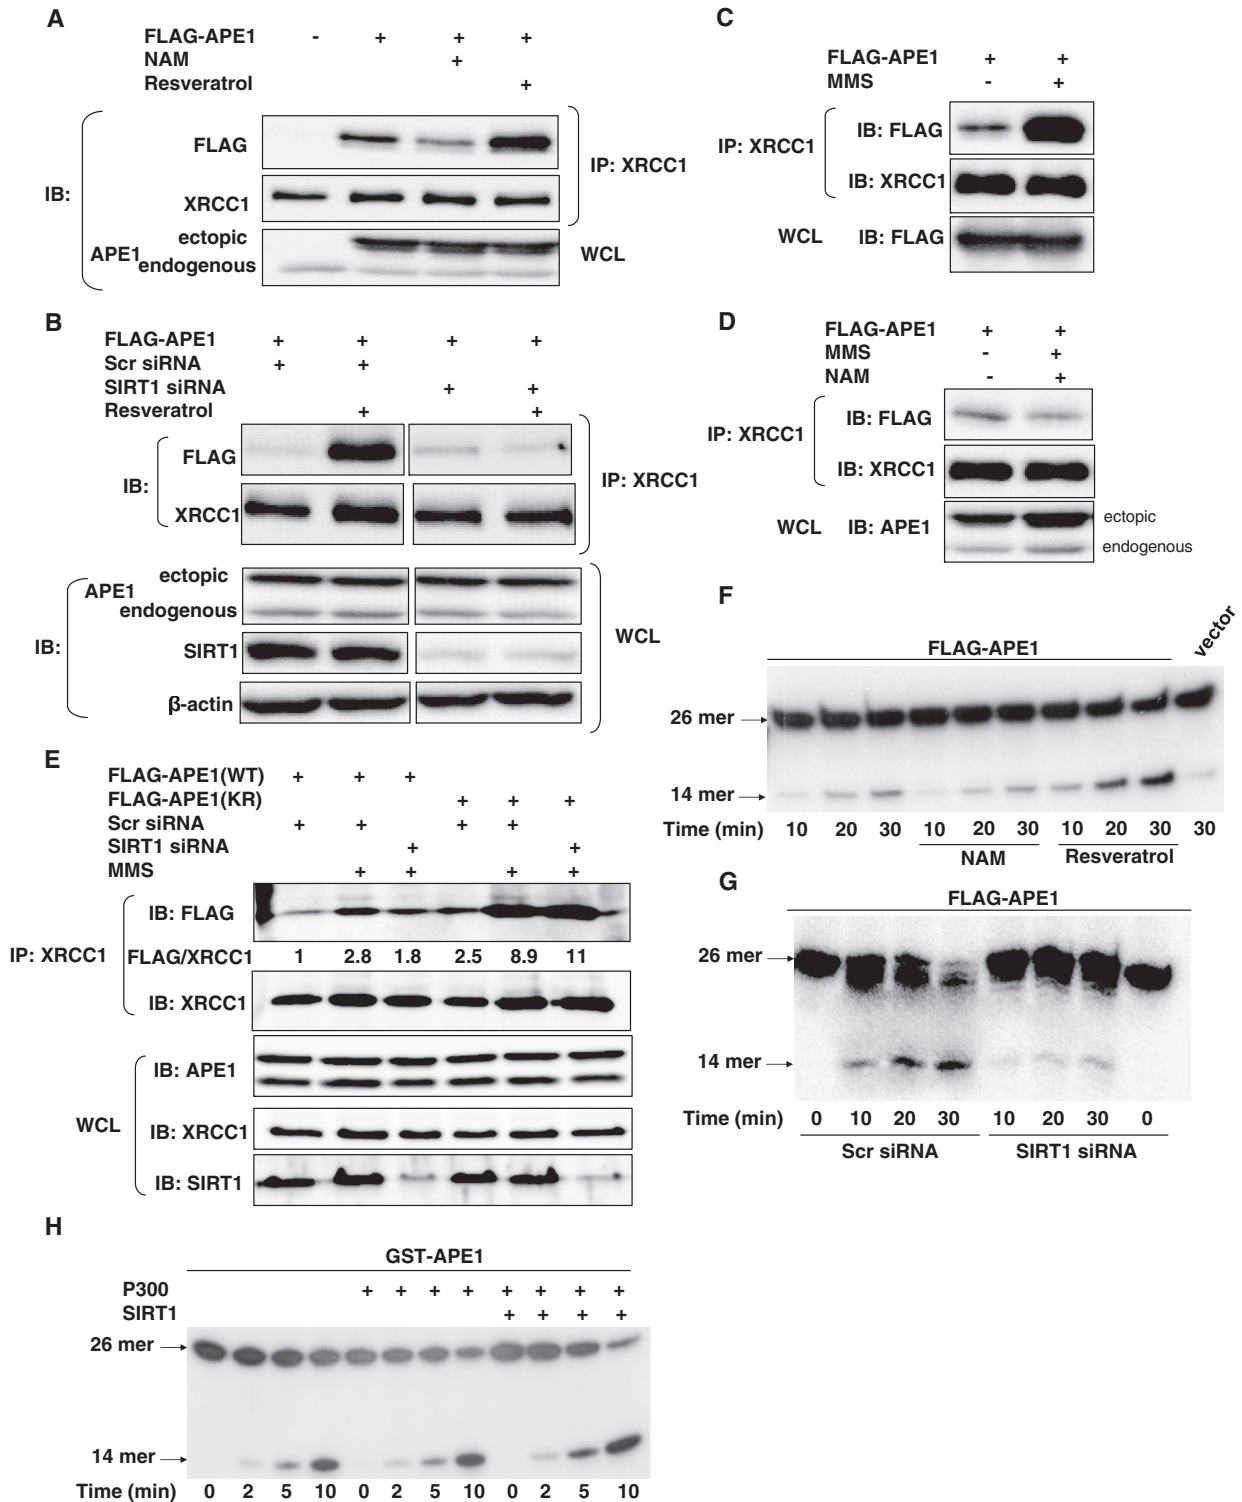 A
FLAG-APE1 - + + +
NAM +
Resveratrol +
IB:
FLAG
IP: XRCC1
XRCC1
ectopic
APE1
endogenous
WCL
B
FLAG-APE1 + + + +
Scr siRNA + +
SIRT1 siRNA + +
Resveratrol + +
IB:
FLAG
IP: XRCC1
XRCC1
ectopic
APE1
endogenous
IB:
SIRT1
WCL
β-actin
C
FLAG-APE1 + +
MMS - +
IP: XRCC1
IB: FLAG
IB: XRCC1
WCL IB: FLAG
D
FLAG-APE1 + +
MMS - +
NAM - +
IP: XRCC1
IB: FLAG
IB: XRCC1
WCL IB: APE1
ectopic
endogenous
E
FLAG-APE1(WT) + + +
FLAG-APE1(KR) + + +
Scr siRNA + + + +
SIRT1 siRNA + +
MMS + + + +
IP: XRCC1
IB: FLAG
FLAG/XRCC1 1 2.8 1.8 2.5 8.9 11
IB: XRCC1
IB: APE1
WCL
IB: XRCC1
IB: SIRT1
F
FLAG-APE1
vector
26 mer
14 mer
Time (min) 10 20 30 10 20 30 10 20 30 30
NAM Resveratrol
G
FLAG-APE1
26 mer
14 mer
Time (min) 0 10 20 30 10 20 30 0
Scr siRNA SIRT1 siRNA
H
GST-APE1
P300 + + + + + + + +
SIRT1 + + + +
26 mer
14 mer
Time (min) 0 2 5 10 0 2 5 10 0 2 5 10